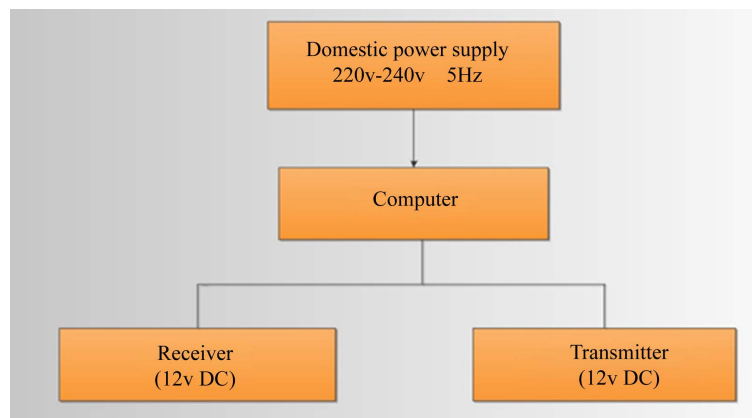 Domestic power supply
220v-240v 5Hz
Computer
Receiver
(12v DC)
Transmitter
(12v DC)